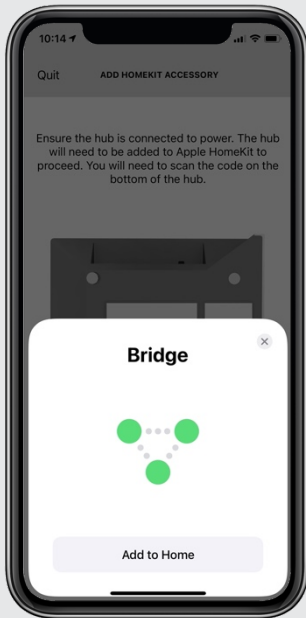 10:14
Quit
ADD HOMEKIT ACCESSORY
Ensure the hub is connected to power. The hub
will need to be added to Apple HomeKit to
proceed. You will need to scan the code on the
bottom of the hub.
Bridge
Add to Home